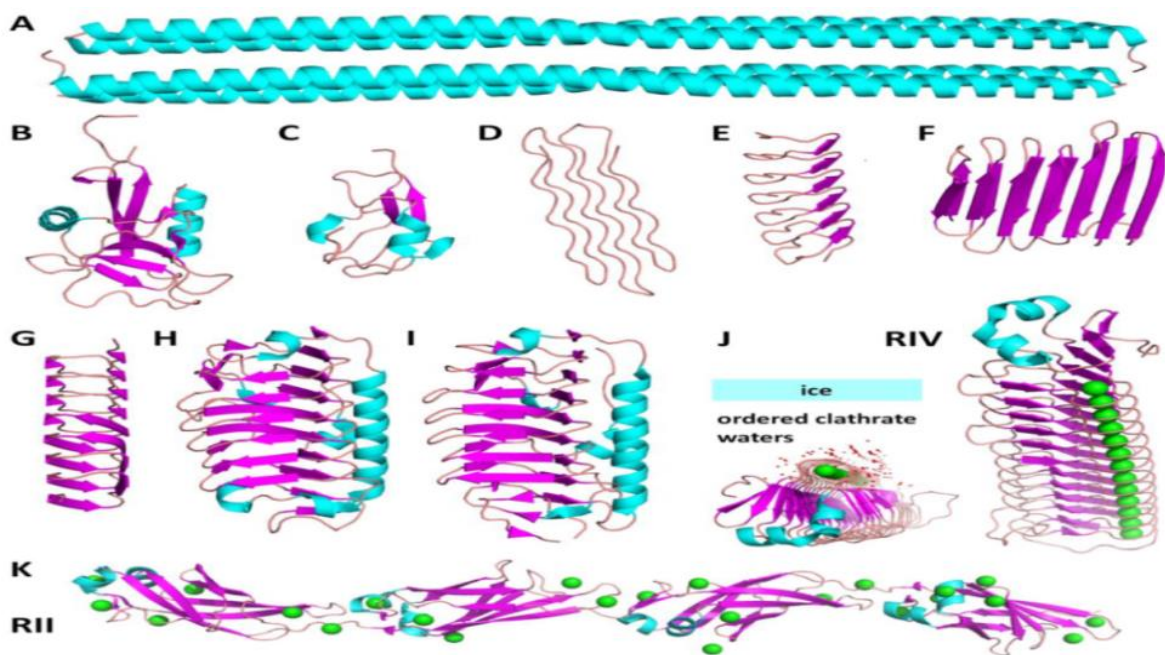 A
B C D E F
G H I J RIV
ice
ordered clathrate
waters
K
RII